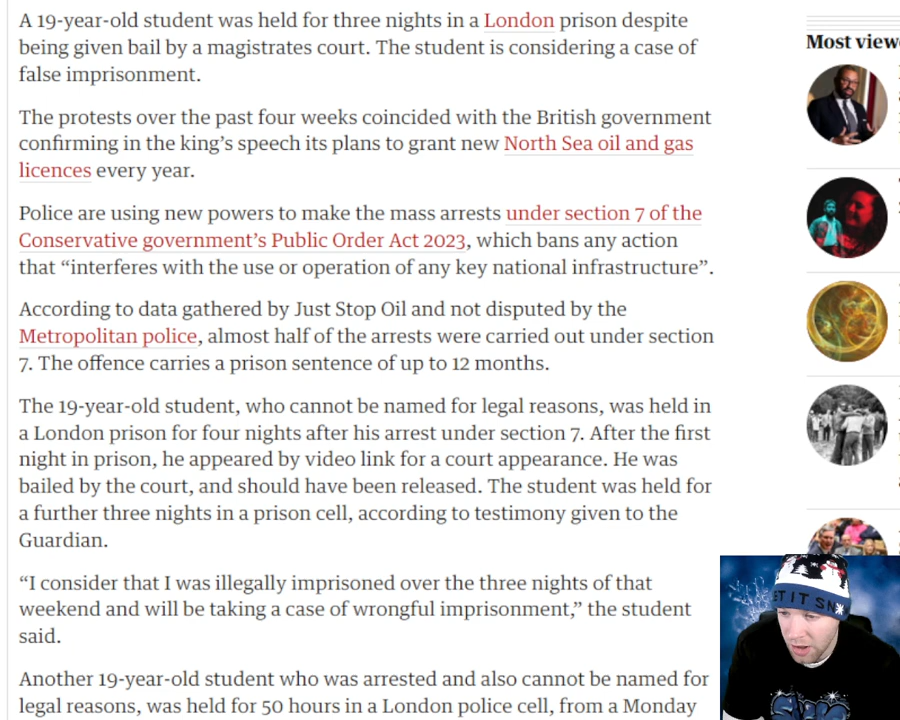 A 19-year-old student was held for three nights in a London prison despite
being given bail by a magistrates court. The student is considering a case of
false imprisonment.
The protests over the past four weeks coincided with the British government
confirming in the king’s speech its plans to grant new North Sea oil and gas
licences every year.
Police are using new powers to make the mass arrests under section 7 of the
Conservative government’s Public Order Act 2023, which bans any action
that “interferes with the use or operation of any key national infrastructure”.
According to data gathered by Just Stop Oil and not disputed by the
Metropolitan police, almost half of the arrests were carried out under section
7. The offence carries a prison sentence of up to 12 months.
The 19-year-old student, who cannot be named for legal reasons, was held in
a London prison for four nights after his arrest under section 7. After the first
night in prison, he appeared by video link for a court appearance. He was
bailed by the court, and should have been released. The student was held for
a further three nights in a prison cell, according to testimony given to the
Guardian.
“I consider that I was illegally imprisoned over the three nights of that
weekend and will be taking a case of wrongful imprisonment,” the student
said.
Another 19-year-old student who was arrested and also cannot be named for
legal reasons, was held for 50 hours in a London police cell, from a Monday
Most view
ET IT SN